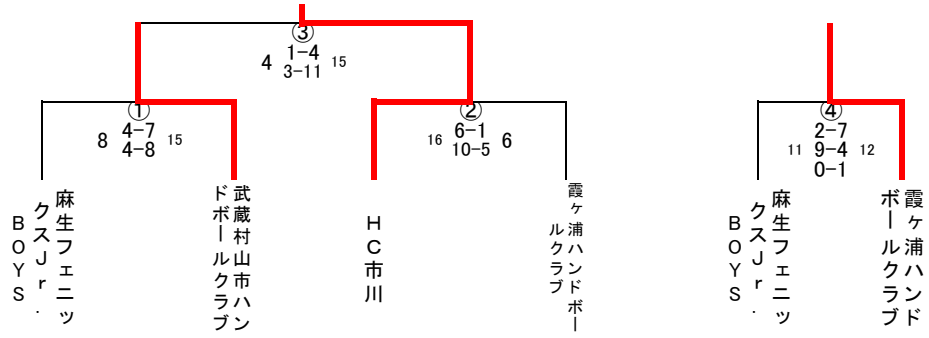 ③
1-4
4 15
3-11
①
4-7
8 15
4-8
②
6-1
16 6
10-5
④
2-7
11 9-4 12
0-1
麻生フェニッ
クスJr.
BOYS
武蔵村山市ハン
ドボールクラブ
HC市川
霞ヶ浦ハンドボー
ルクラブ
麻生フェニッ
クスJr.
BOYS
霞ヶ浦ハンド
ボールクラブ